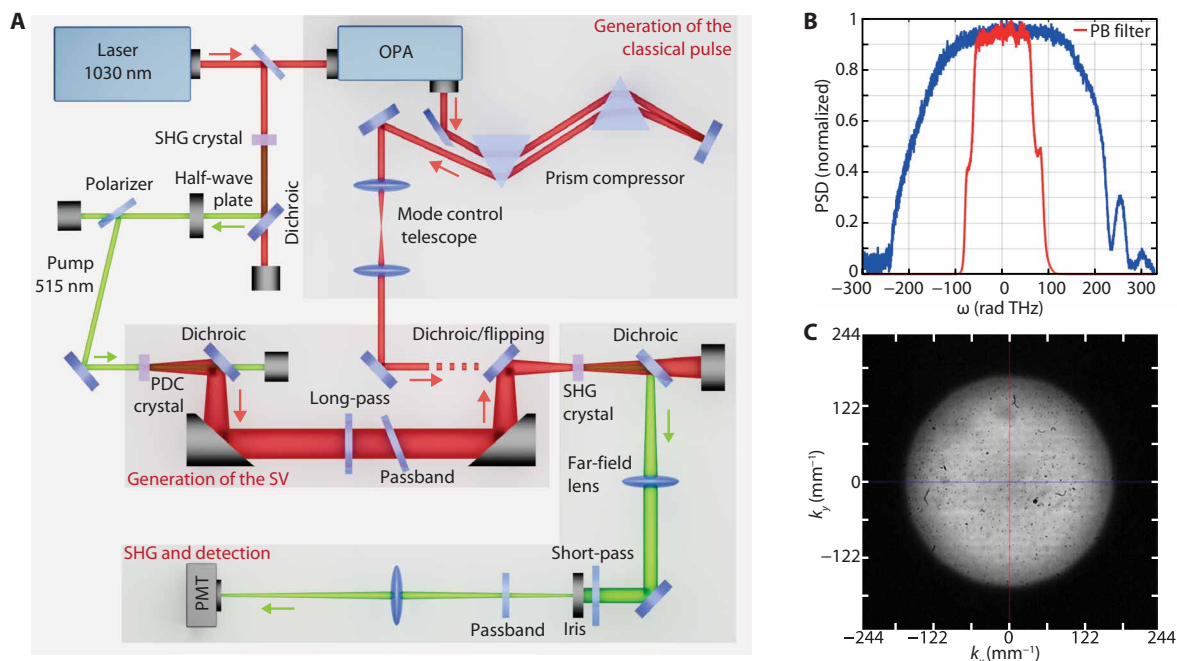 A
Laser
1030 nm
OPA
Generation of the
classical pulse
SHG crystal
Polarizer
Half-wave
plate
Dichroic
Prism compressor
Mode control
telescope
Pump
515 nm
Dichroic
Dichroic/flipping
Dichroic
PDC
crystal
Long-pass
SHG
crystal
Passband
Generation of the SV
Far-field
lens
SHG and detection
Short-pass
PMT
Passband
Iris
B
PSD (normalized)
1
0.8
0.6
0.4
0.2
0
PB filter
−300 −200 −100 0 100 200 300
ω (rad THz)
C
244
122
0
−122
ky (mm−1)
−244 −122 0 122 244
kx (mm−1)